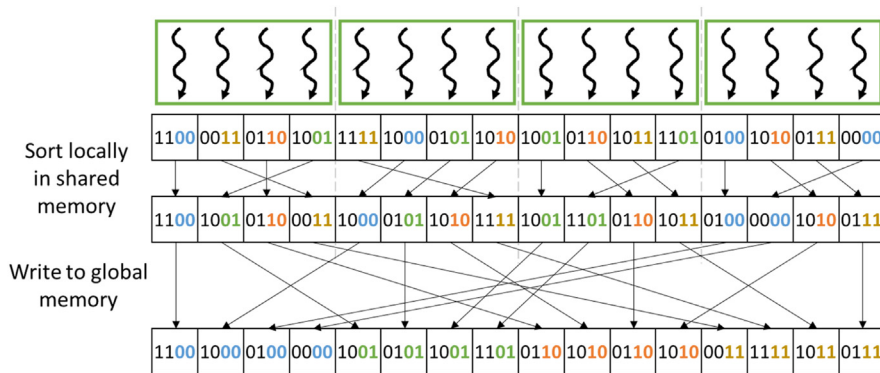 1100 0011 0110 1001 1111 1000 0101 1010 1001 0110 1011 1101 0100 1010 0111 0000
Sort locally
in shared
memory
1100 1001 0110 0011 1000 0101 1010 1111 1001 1101 0110 1011 0100 0000 1010 0111
Write to global
memory
1100 1000 0100 0000 1001 0101 1001 1101 0110 1010 0110 1010 0011 1111 1011 0111